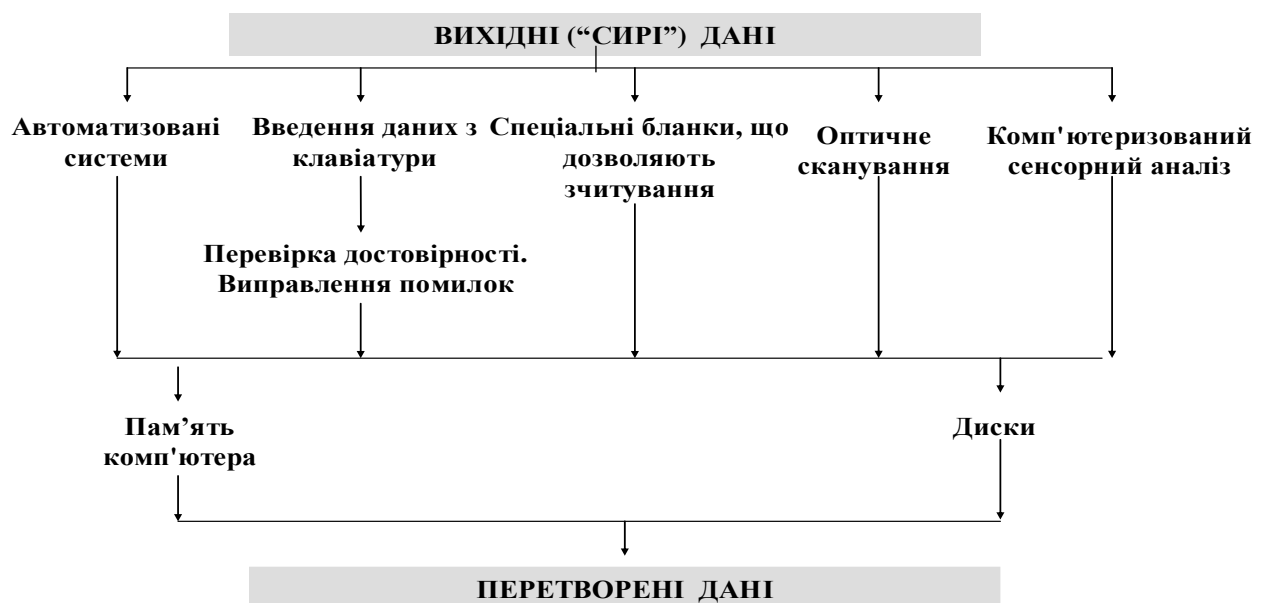 ВИХІДНІ (“СИРІ”) ДАНІ
Автоматизовані
системи
Введення даних з
клавіатури
Спеціальні бланки, що
дозволяють
зчитування
Оптичне
сканування
Комп'ютеризований
сенсорний аналіз
Перевірка достовірності.
Виправлення помилок
Пам’ять
комп'ютера
Диски
ПЕРЕТВОРЕНІ ДАНІ